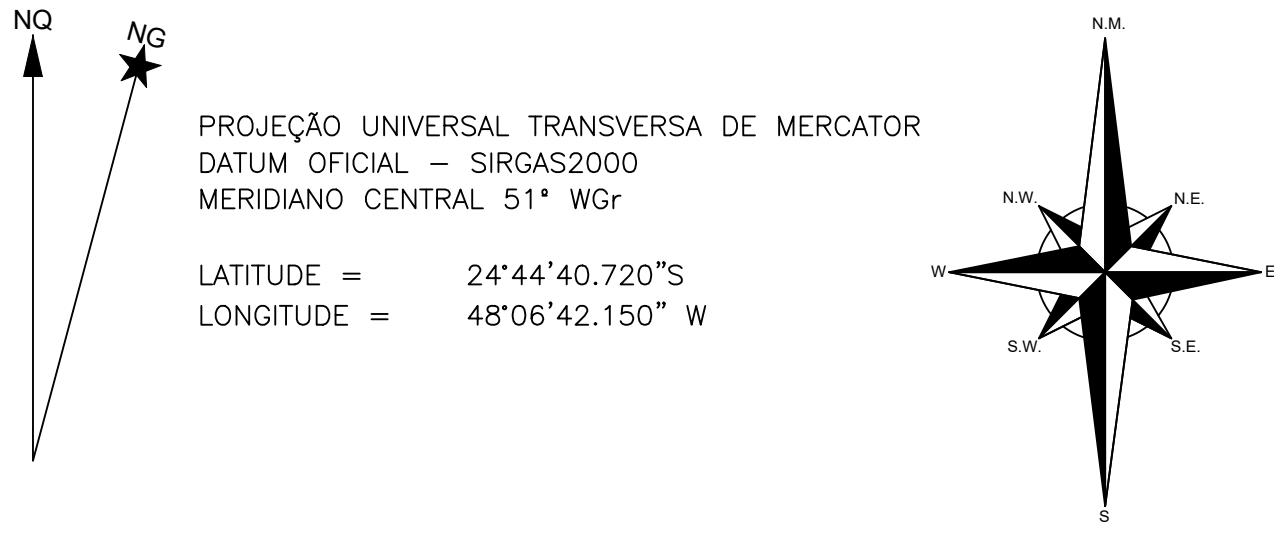 NQ
NG
PROJEÇÃO UNIVERSAL TRANSVERSA DE MERCATOR
DATUM OFICIAL – SIRGAS2000
MERIDIANO CENTRAL 51º WGr
LATITUDE = 24°44'40.720"S
LONGITUDE = 48°06'42.150" W
N.M.
N.W.
N.E.
W
E
S.W.
S.E.
S